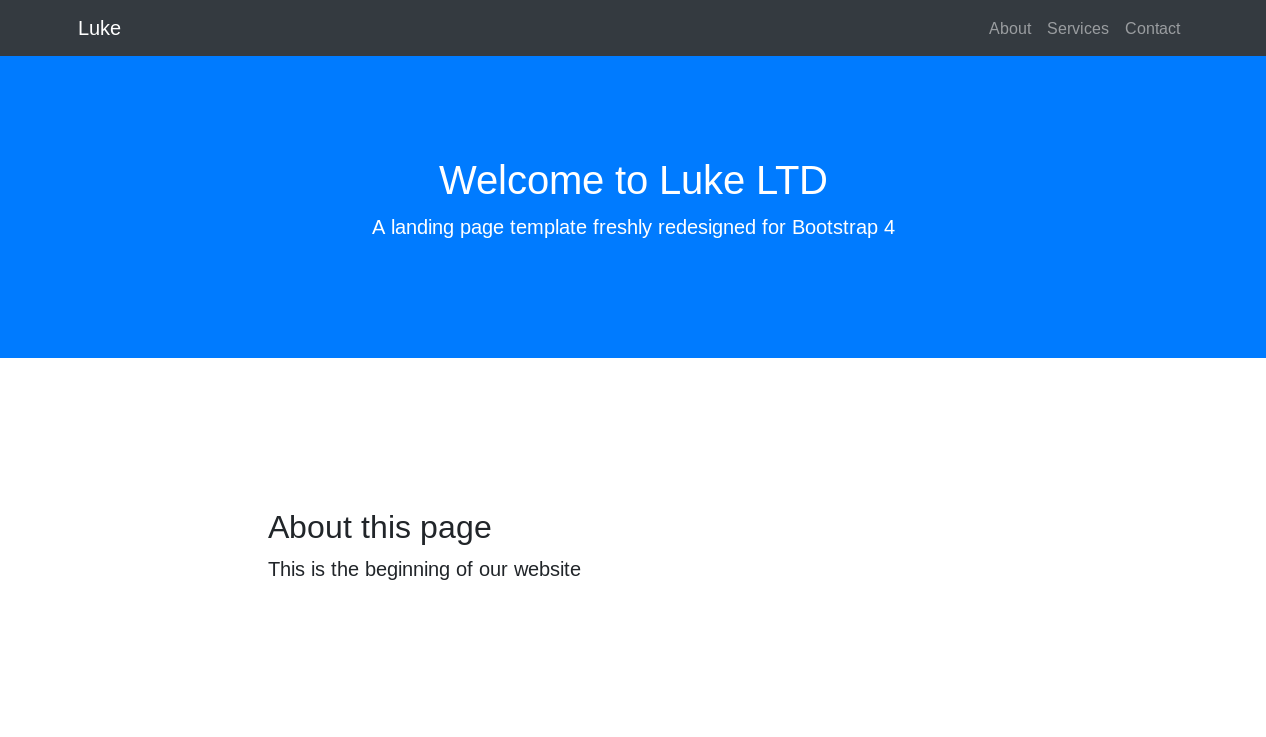 Luke
About Services Contact
Welcome to Luke LTD
A landing page template freshly redesigned for Bootstrap 4
About this page
This is the beginning of our website